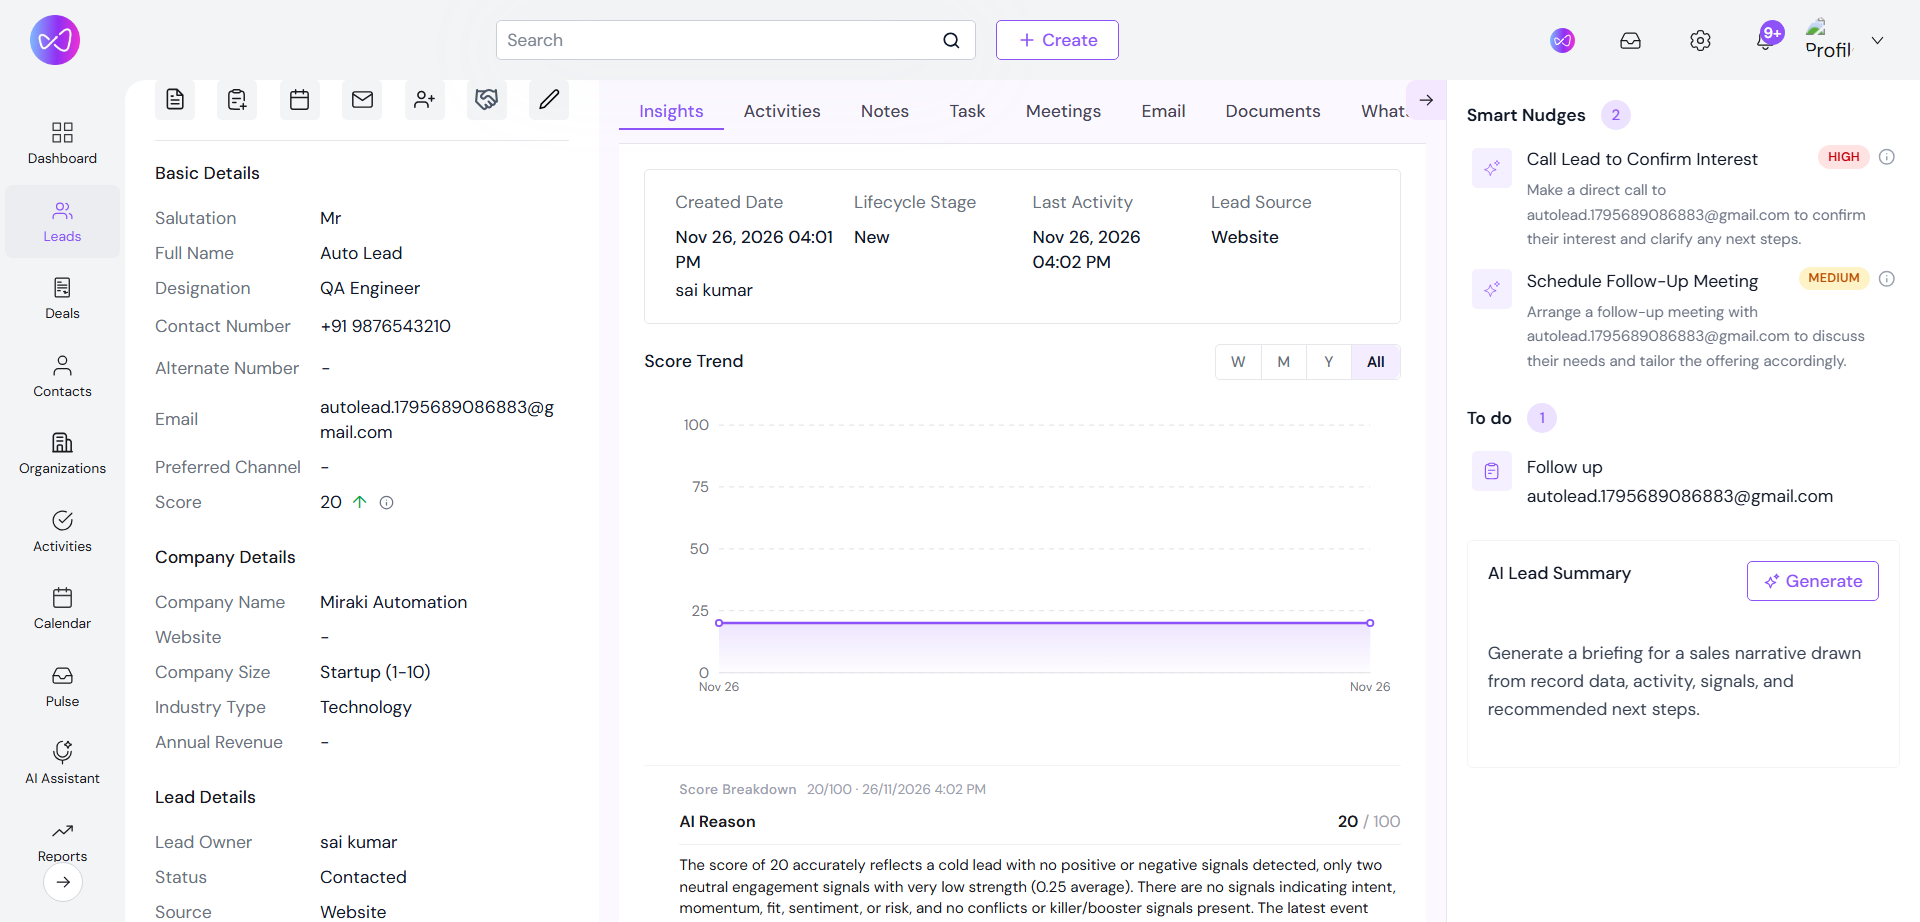 Search
Create
9+
Profil
Dashboard
Leads
Deals
Contacts
Organizations
Activities
Calendar
Pulse
AI Assistant
Reports
Basic Details
Salutation Mr
Full Name Auto Lead
Designation QA Engineer
Contact Number +91 9876543210
Alternate Number -
Email autolead.1795689086883@g
mail.com
Preferred Channel -
Score 20
Company Details
Company Name Miraki Automation
Website -
Company Size Startup (1-10)
Industry Type Technology
Annual Revenue -
Lead Details
Lead Owner sai kumar
Status Contacted
Source Website
Insights Activities Notes Task Meetings Email Documents What
Created Date Lifecycle Stage Last Activity Lead Source
Nov 26, 2026 04:01 New Nov 26, 2026 Website
PM 04:02 PM
sai kumar
Score Trend W M Y All
100
75
50
25
0
Nov 26 Nov 26
Score Breakdown 20/100 · 26/11/2026 4:02 PM
AI Reason 20 / 100
The score of 20 accurately reflects a cold lead with no positive or negative signals detected, only two
neutral engagement signals with very low strength (0.25 average). There are no signals indicating intent,
momentum, fit, sentiment, or risk, and no conflicts or killer/booster signals present. The latest event
Smart Nudges 2
Call Lead to Confirm Interest HIGH
Make a direct call to
autolead.1795689086883@gmail.com to confirm
their interest and clarify any next steps.
Schedule Follow-Up Meeting MEDIUM
Arrange a follow-up meeting with
autolead.1795689086883@gmail.com to discuss
their needs and tailor the offering accordingly.
To do 1
Follow up
autolead.1795689086883@gmail.com
AI Lead Summary Generate
Generate a briefing for a sales narrative drawn
from record data, activity, signals, and
recommended next steps.